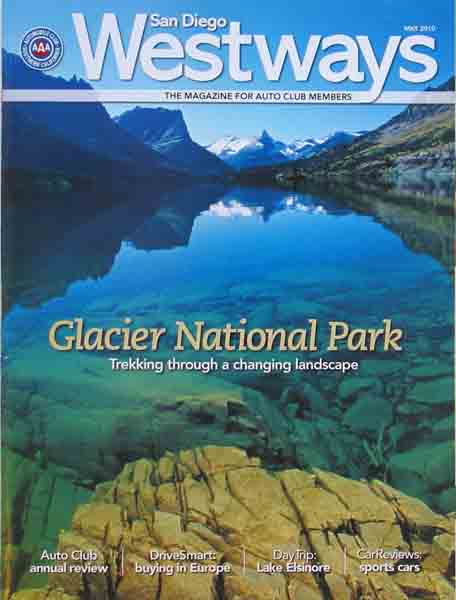 San Diego
Westways
MAY 2010
AAA
THE MAGAZINE FOR AUTO CLUB MEMBERS
Glacier National Park
Trekking through a changing landscape
Auto Club
annual review
DriveSmart:
buying in Europe
DayTrip:
Lake Elsinore
CarReviews:
sports cars